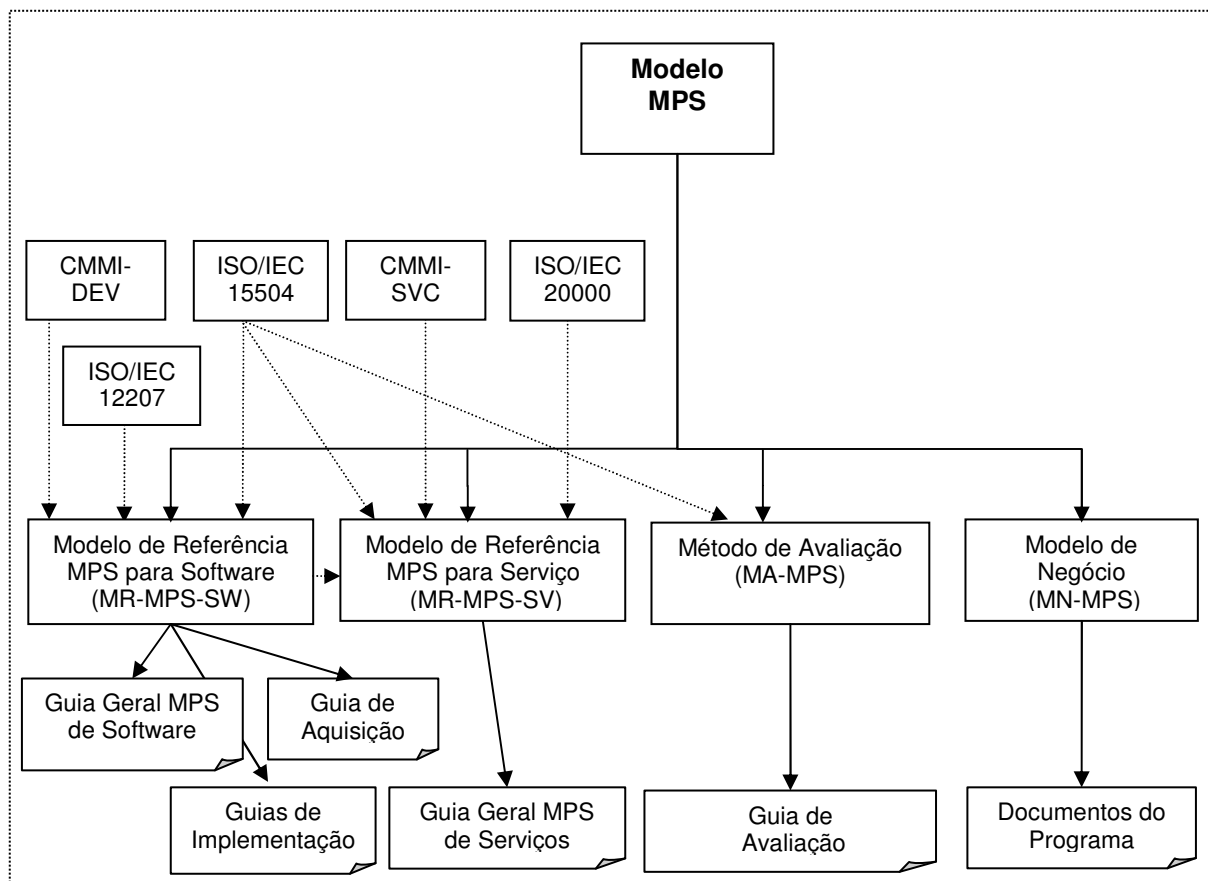 Modelo
MPS
CMMI-
DEV
ISO/IEC
15504
CMMI-
SVC
ISO/IEC
20000
ISO/IEC
12207
Modelo de Referência
MPS para Software
(MR-MPS-SW)
Modelo de Referência
MPS para Serviço
(MR-MPS-SV)
Método de Avaliação
(MA-MPS)
Modelo de
Negócio
(MN-MPS)
Guia Geral MPS
de Software
Guia de
Aquisição
Guias de
Implementação
Guia Geral MPS
de Serviços
Guia de
Avaliação
Documentos do
Programa